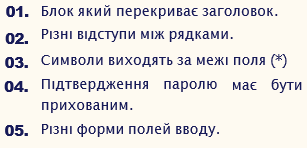 01. Блок який перекриває заголовок.
02. Різні відступи між рядками.
03. Символи виходять за межі поля (*)
04. Підтвердження паролю має бути
прихованим.
05. Різні форми полей вводу.